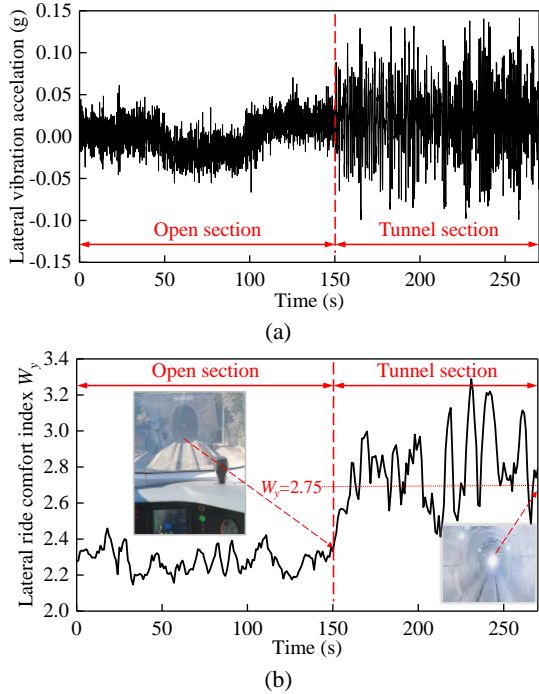 Lateral vibration accelation (g)
0.15
0.10
0.05
0.00
-0.05
-0.10
-0.15
Open section
Tunnel section
0 50 100 150 200 250
Time (s)
(a)
Lateral ride comfort index Wy
3.4
3.2
3.0
2.8
2.6
2.4
2.2
2.0
Open section
Tunnel section
Wy=2.75
0 50 100 150 200 250
Time (s)
(b)